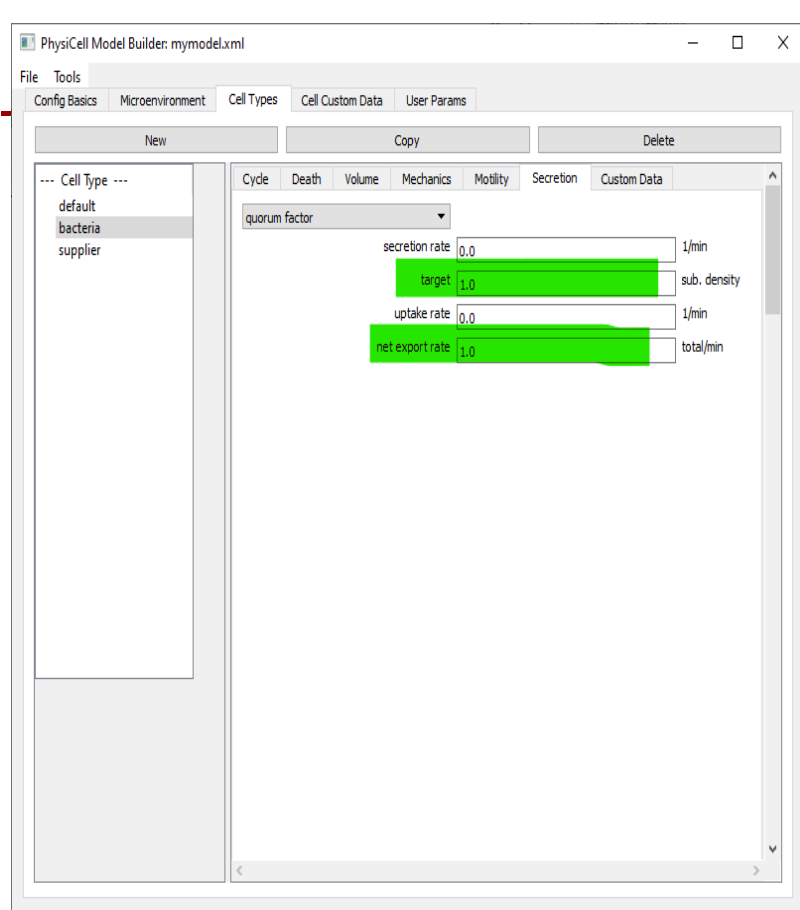 PhysiCell Model Builder: mymodel.xml
File Tools
Config Basics Microenvironment Cell Types Cell Custom Data User Params
New Copy Delete
--- Cell Type ---
default
bacteria
supplier
Cycle Death Volume Mechanics Motility Secretion Custom Data
quorum factor
secretion rate 0.0 1/min
target 1.0 sub. density
uptake rate 0.0 1/min
net export rate 1.0 total/min